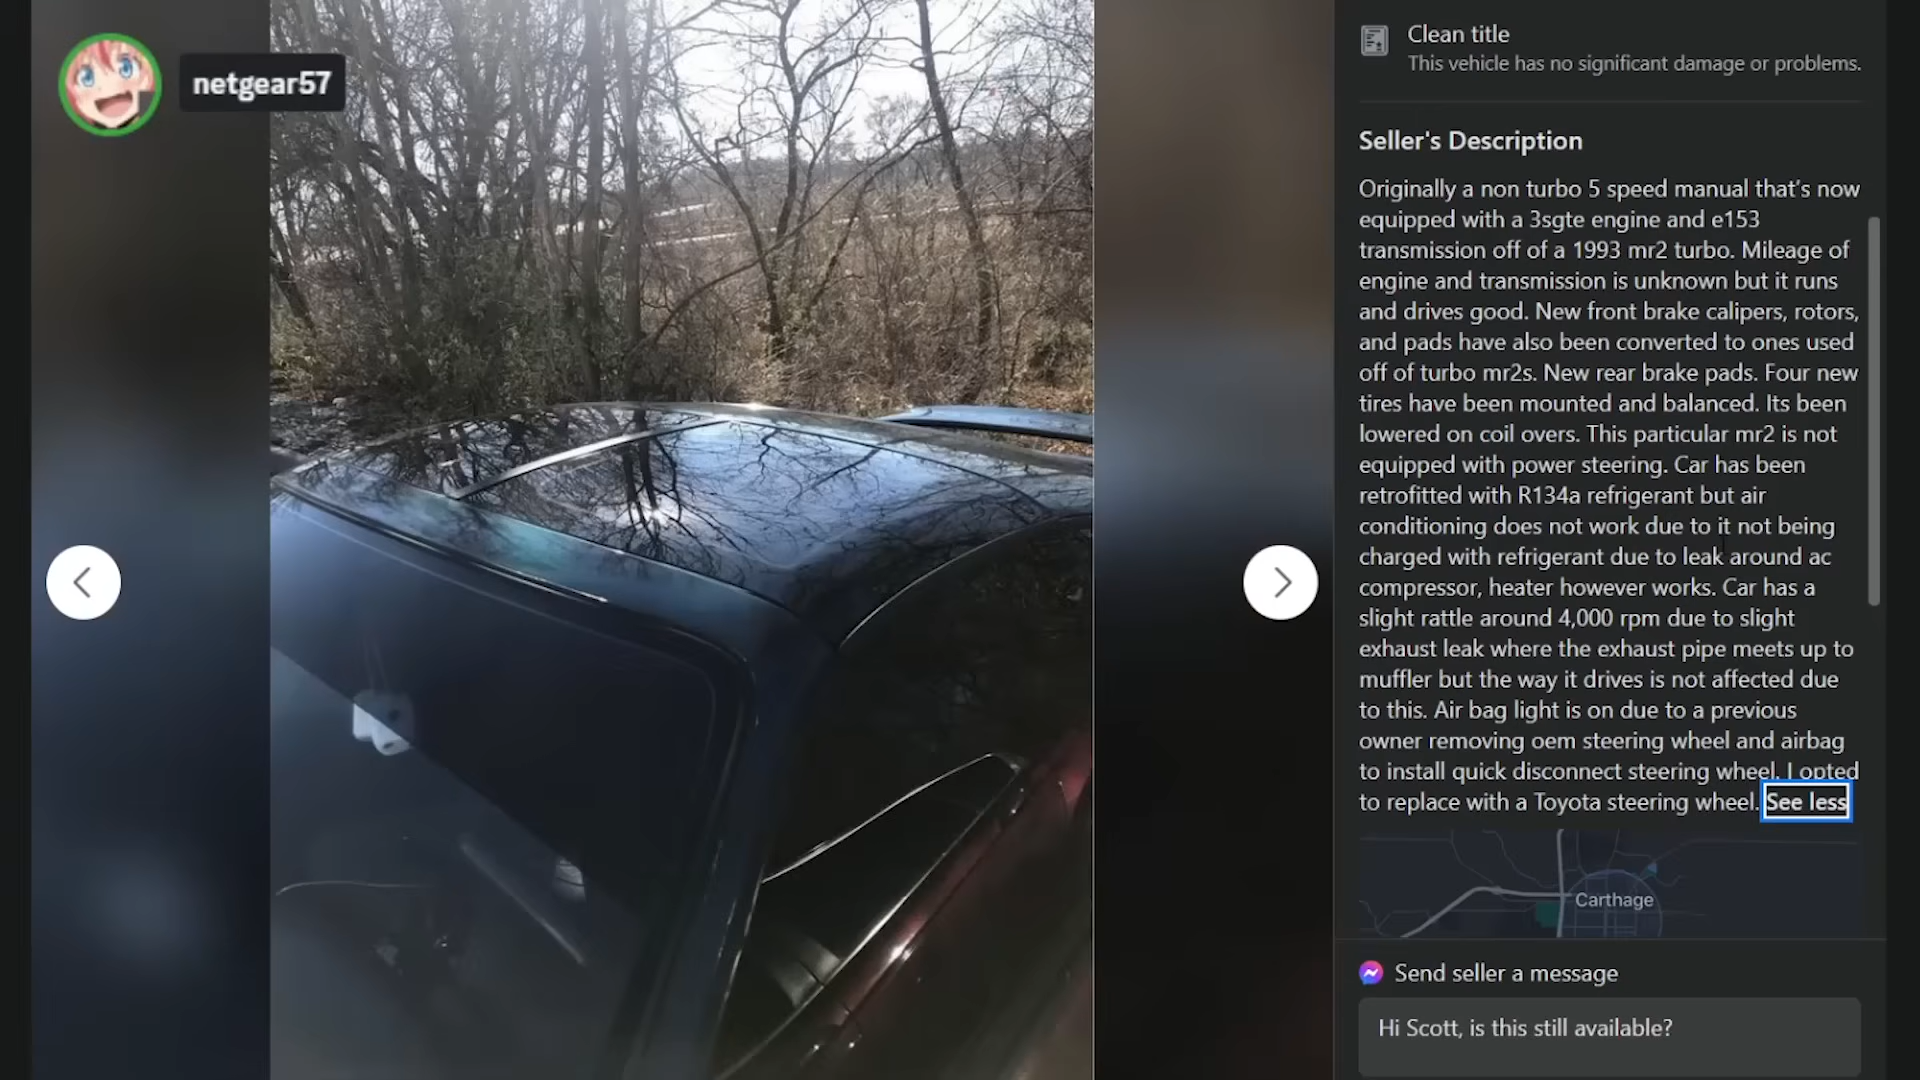 netgear57
Clean title
This vehicle has no significant damage or problems.
Seller's Description
Originally a non turbo 5 speed manual that's now
equipped with a 3sgte engine and e153
transmission off of a 1993 mr2 turbo. Mileage of
engine and transmission is unknown but it runs
and drives good. New front brake calipers, rotors,
and pads have also been converted to ones used
off of turbo mr2s. New rear brake pads. Four new
tires have been mounted and balanced. Its been
lowered on coil overs. This particular mr2 is not
equipped with power steering. Car has been
retrofitted with R134a refrigerant but air
conditioning does not work due to it not being
charged with refrigerant due to leak around ac
compressor, heater however works. Car has a
slight rattle around 4,000 rpm due to slight
exhaust leak where the exhaust pipe meets up to
muffler but the way it drives is not affected due
to this. Air bag light is on due to a previous
owner removing oem steering wheel and airbag
to install quick disconnect steering wheel. I opted
to replace with a Toyota steering wheel. See less
Carthage
Send seller a message
Hi Scott, is this still available?